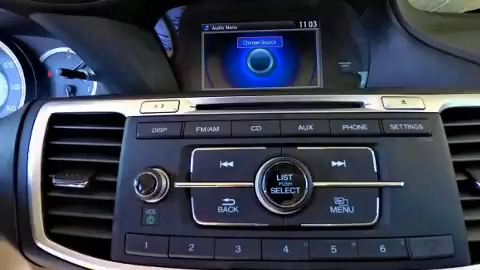 Audio Menu 11:03
Change Source
DISP FM/AM CD AUX PHONE SETTINGS
LIST
PUSH
SELECT
VOL
BACK
MENU
1 2 3 4 5 6